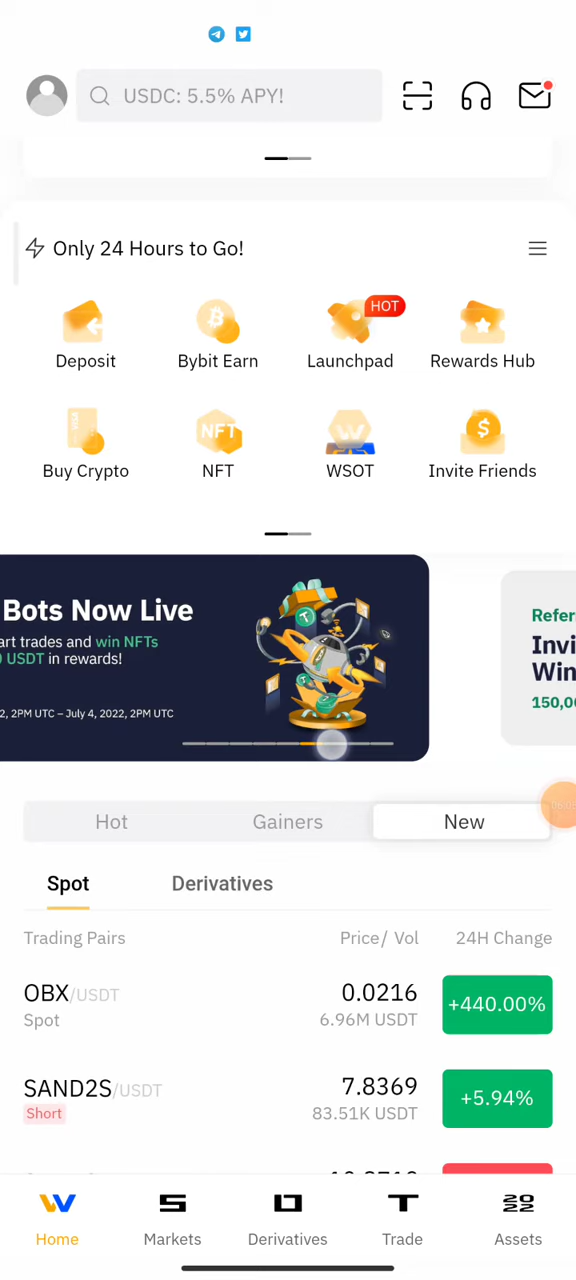 USDC: 5.5% APY!
Only 24 Hours to Go!
HOT
Deposit
Bybit Earn
Launchpad
Rewards Hub
VISA
NFT
W
$
Buy Crypto
NFT
WSOT
Invite Friends
Bots Now Live
art trades and win NFTs
0 USDT in rewards!
2, 2PM UTC – July 4, 2022, 2PM UTC
Refer
Invi
Win
150,00
Hot
Gainers
New
Spot
Derivatives
Trading Pairs
Price/ Vol
24H Change
OBX/USDT
0.0216
+440.00%
Spot
6.96M USDT
SAND2S/USDT
7.8369
+5.94%
Short
83.51K USDT
W
S
O
T
2022
Home
Markets
Derivatives
Trade
Assets